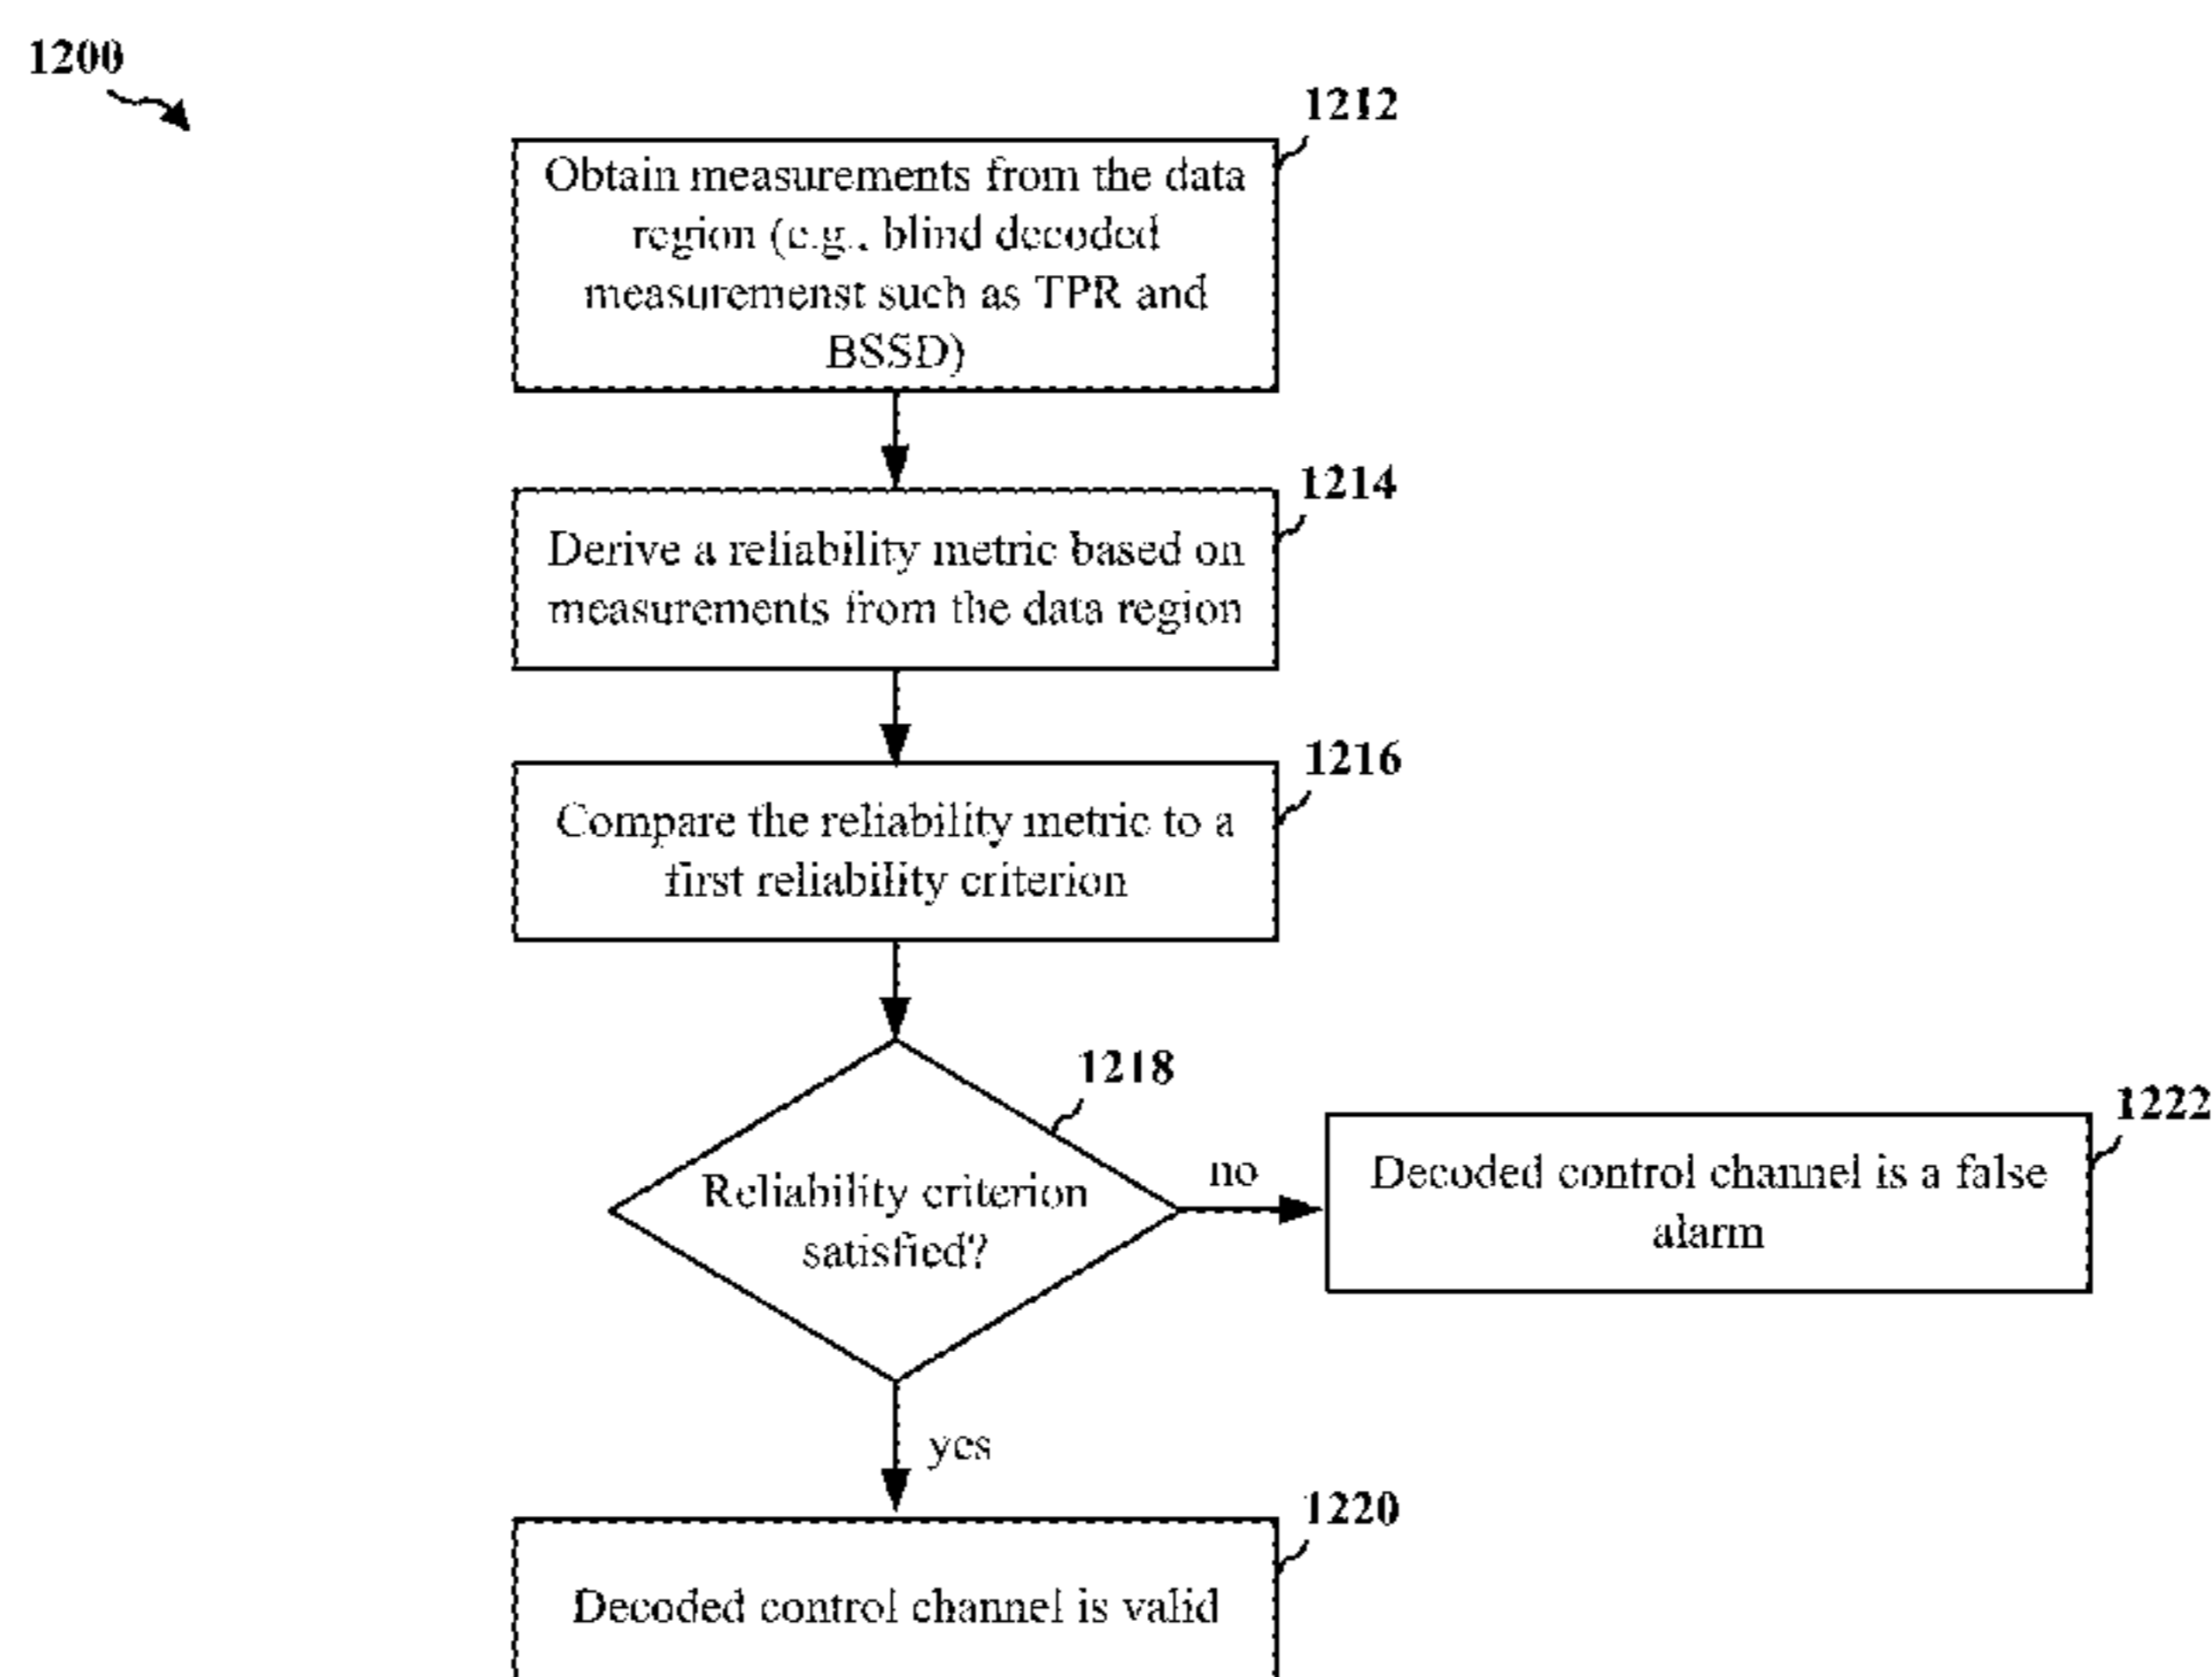 1200
1212
Obtain measurements from the data
region (e.g., blind decoded
measuremenst such as TPR and
BSSD)
1214
Derive a reliability metric based on
measurements from the data region
1216
Compare the reliability metric to a
first reliability criterion
1218
Reliability criterion
satisfied?
no
1222
Decoded control channel is a false
alarm
yes
1220
Decoded control channel is valid